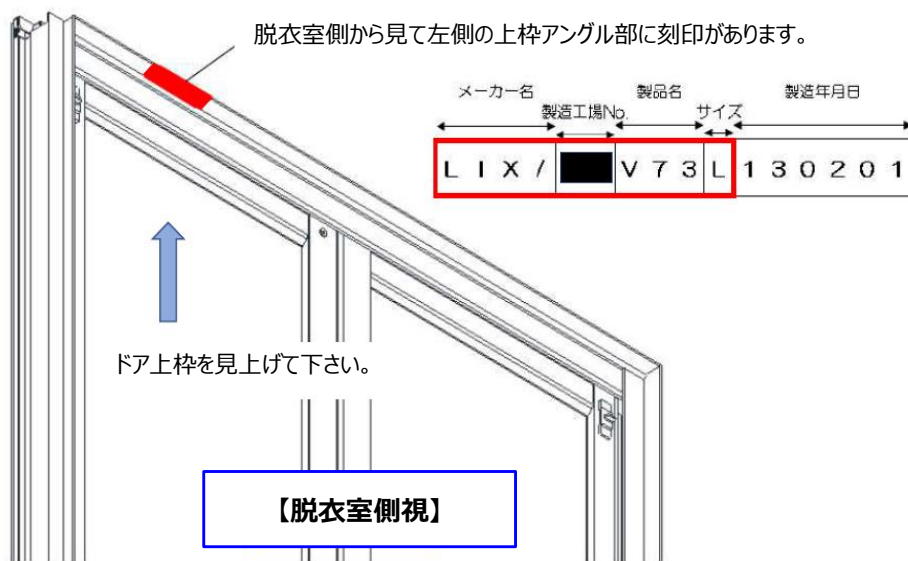 脱衣室側から見て左側の上枠アングル部に刻印があります。
メーカー名 製造工場No. 製品名 サイズ 製造年月日
LIX/ V73 L 130201
ドア上枠を見上げて下さい。
【脱衣室側視】